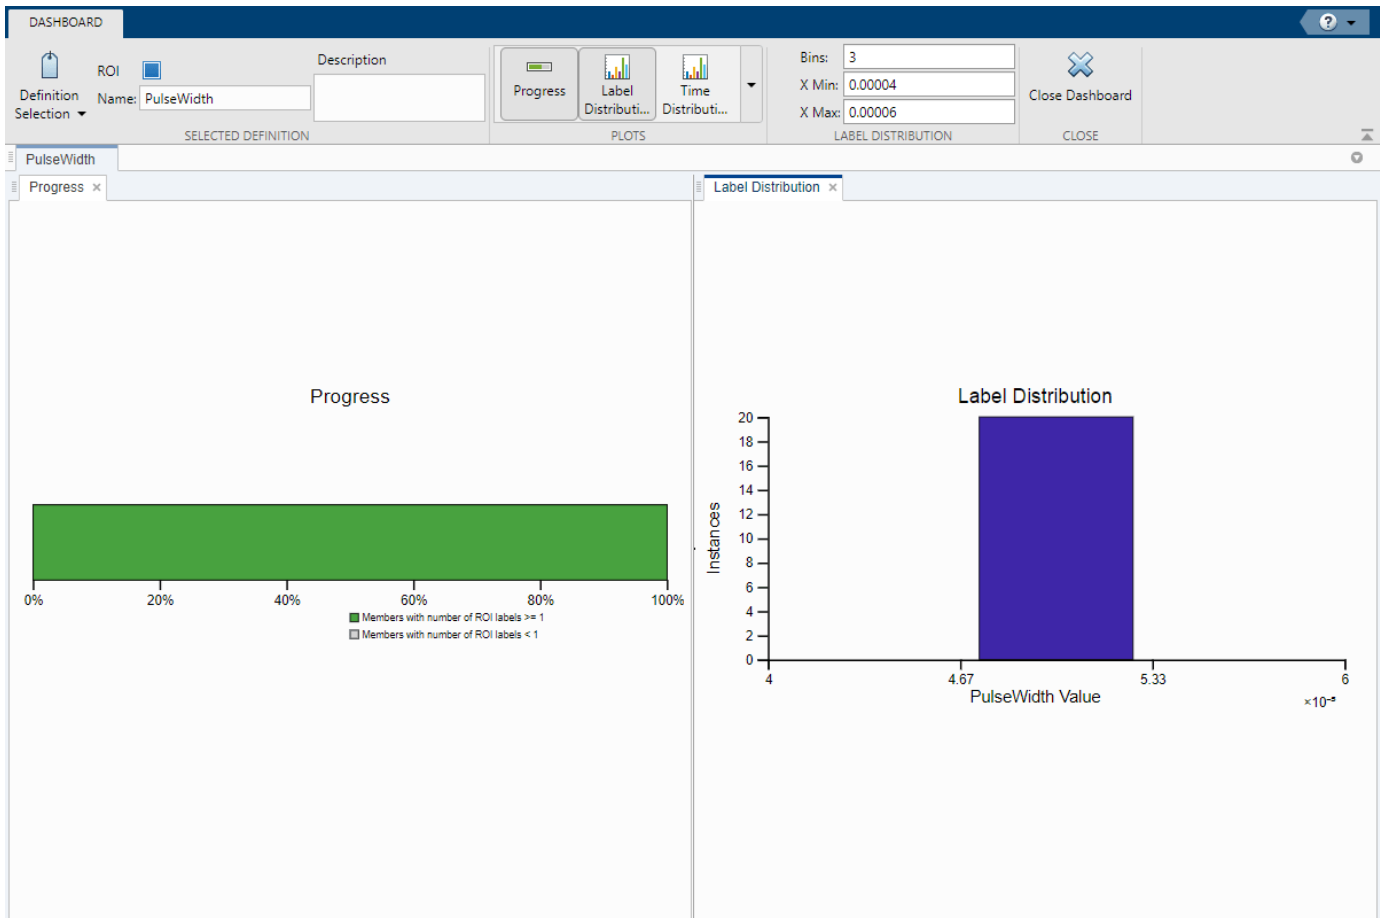 DASHBOARD
?
Definition
Selection
ROI
Name: PulseWidth
Description
SELECTED DEFINITION
Progress
Label
Distributi...
Time
Distributi...
PLOTS
Bins: 3
X Min: 0.00004
X Max: 0.00006
LABEL DISTRIBUTION
Close Dashboard
CLOSE
PulseWidth
Progress ×
Label Distribution ×
Progress
0% 20% 40% 60% 80% 100%
Members with number of ROI labels >= 1
Members with number of ROI labels < 1
Label Distribution
20
18
16
14
12
10
8
6
4
2
0
Instances
4 4.67 5.33 6
PulseWidth Value
×10⁻⁵